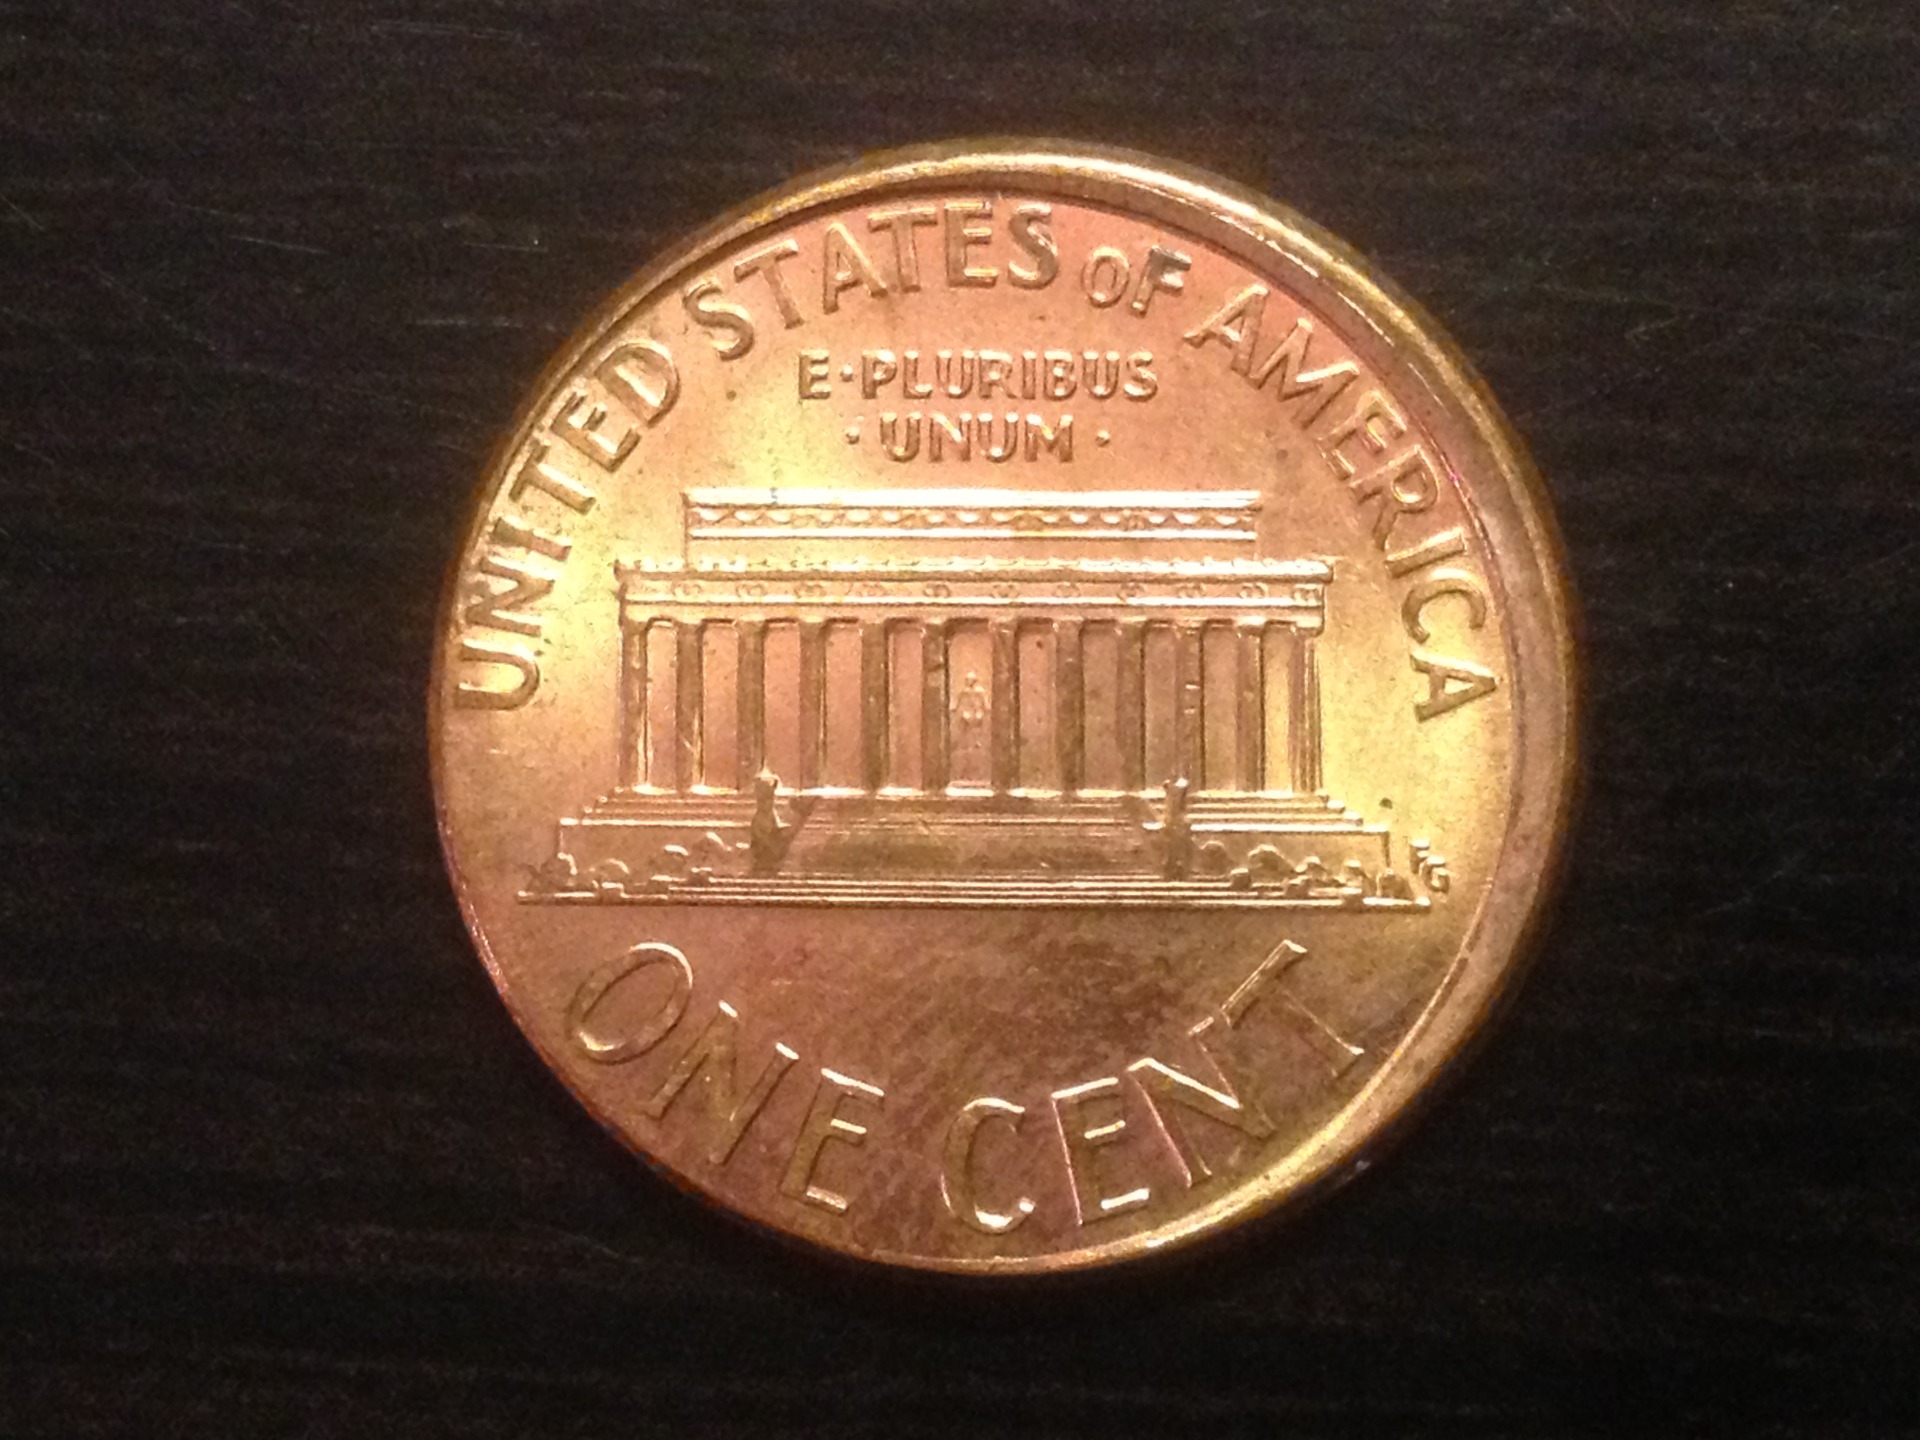 UNITED STATES OF AMERICA
E·PLURIBUS
·UNUM·
FG
ONE CENT